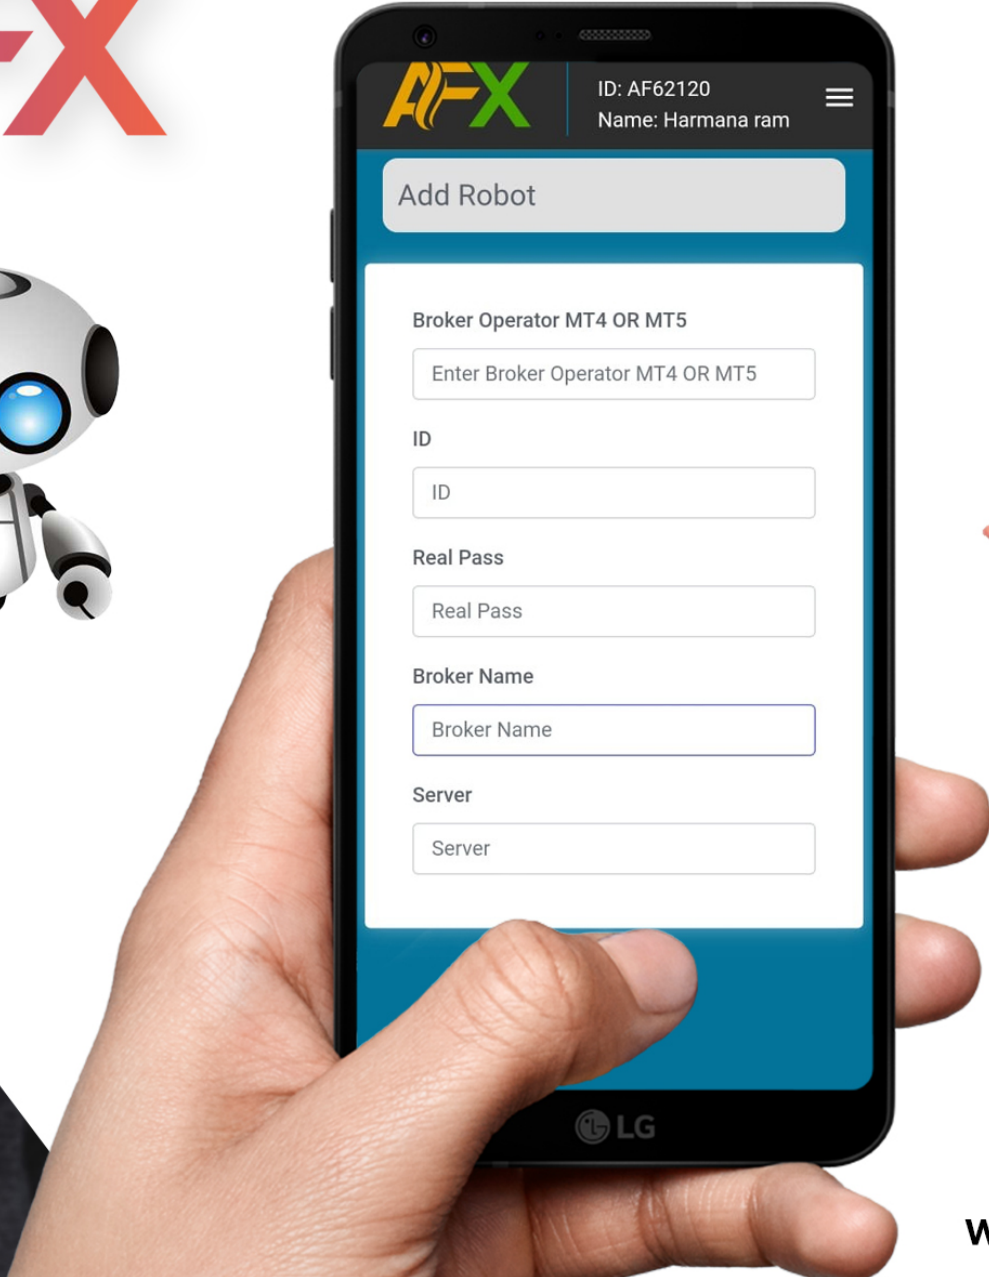 FX
AFX
ID: AF62120
Name: Harmana ram
Add Robot
Broker Operator MT4 OR MT5
Enter Broker Operator MT4 OR MT5
ID
ID
Real Pass
Real Pass
Broker Name
Broker Name
Server
Server
LG
W